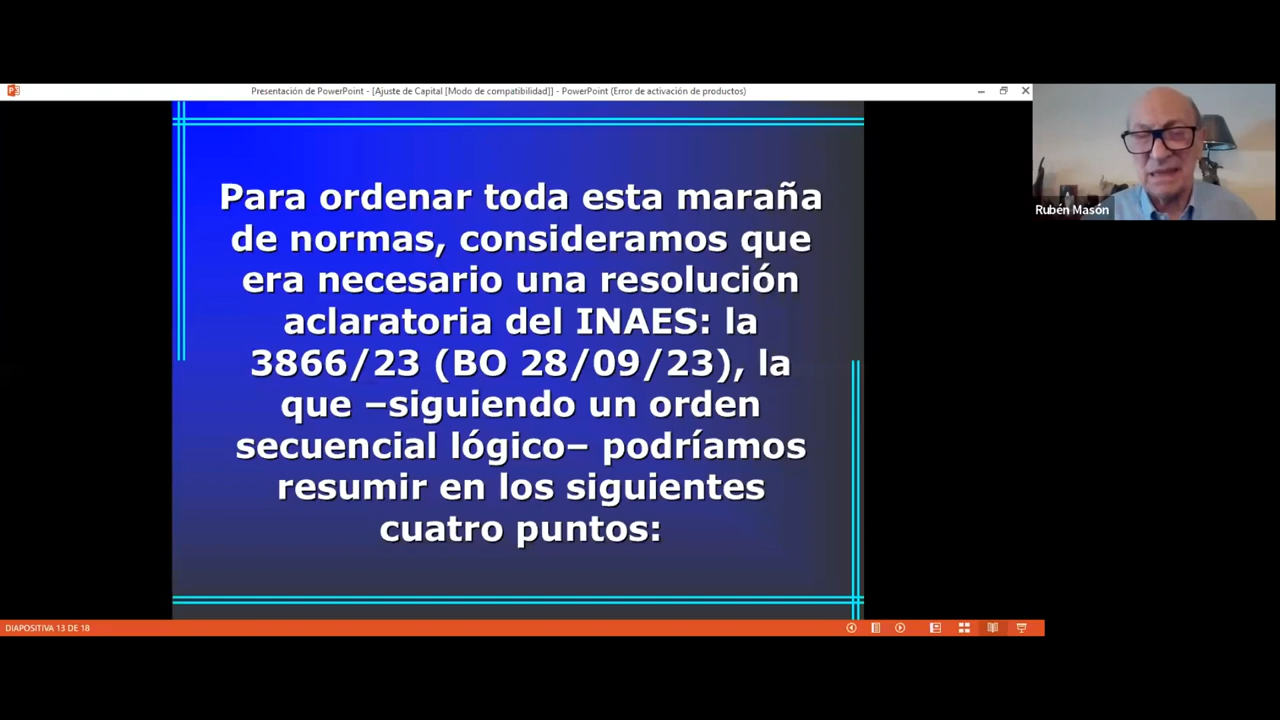 Presentación de PowerPoint - [Ajuste de Capital [Modo de compatibilidad]] - PowerPoint (Error de activación de productos)
Para ordenar toda esta maraña
de normas, consideramos que
era necesario una resolución
aclaratoria del INAES: la
3866/23 (BO 28/09/23), la
que –siguiendo un orden
secuencial lógico– podríamos
resumir en los siguientes
cuatro puntos:
Rubén Masón
DIAPOSITIVA 13 DE 18